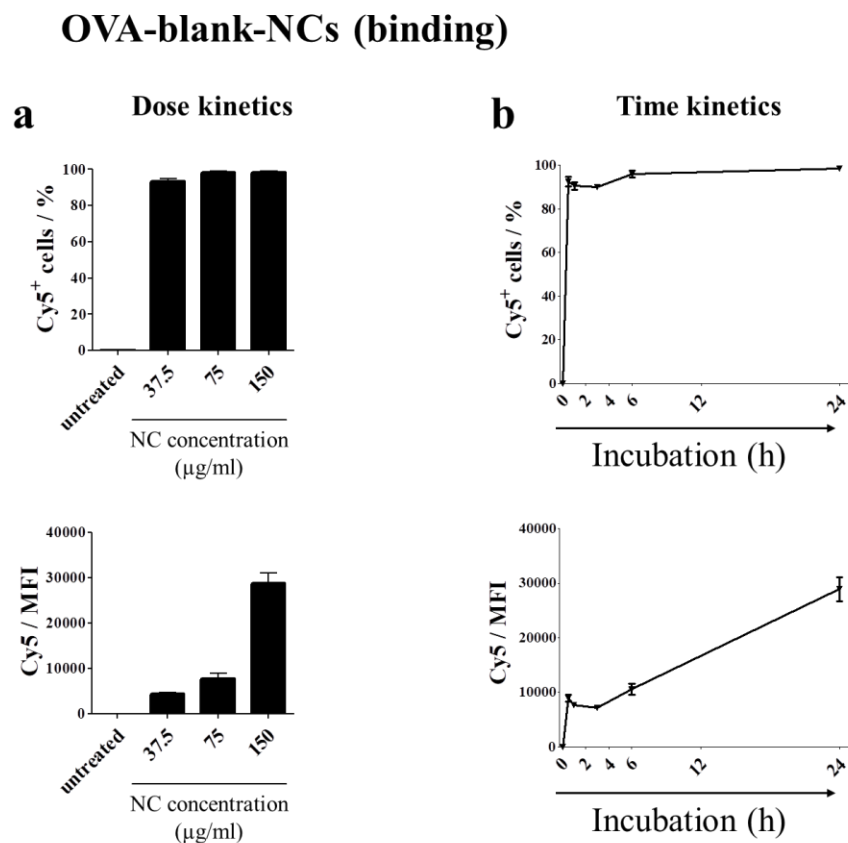 OVA-blank-NCs (binding)
a
Dose kinetics
Cy5+ cells / %
100
80
60
40
20
0
untreated
37.5
75
150
NC concentration
(µg/ml)
b
Time kinetics
Cy5+ cells / %
100
80
60
40
20
0
0
2
4
6
12
24
Incubation (h)
Cy5 / MFI
40000
30000
20000
10000
0
untreated
37.5
75
150
NC concentration
(µg/ml)
Cy5 / MFI
40000
30000
20000
10000
0
0
2
4
6
12
24
Incubation (h)